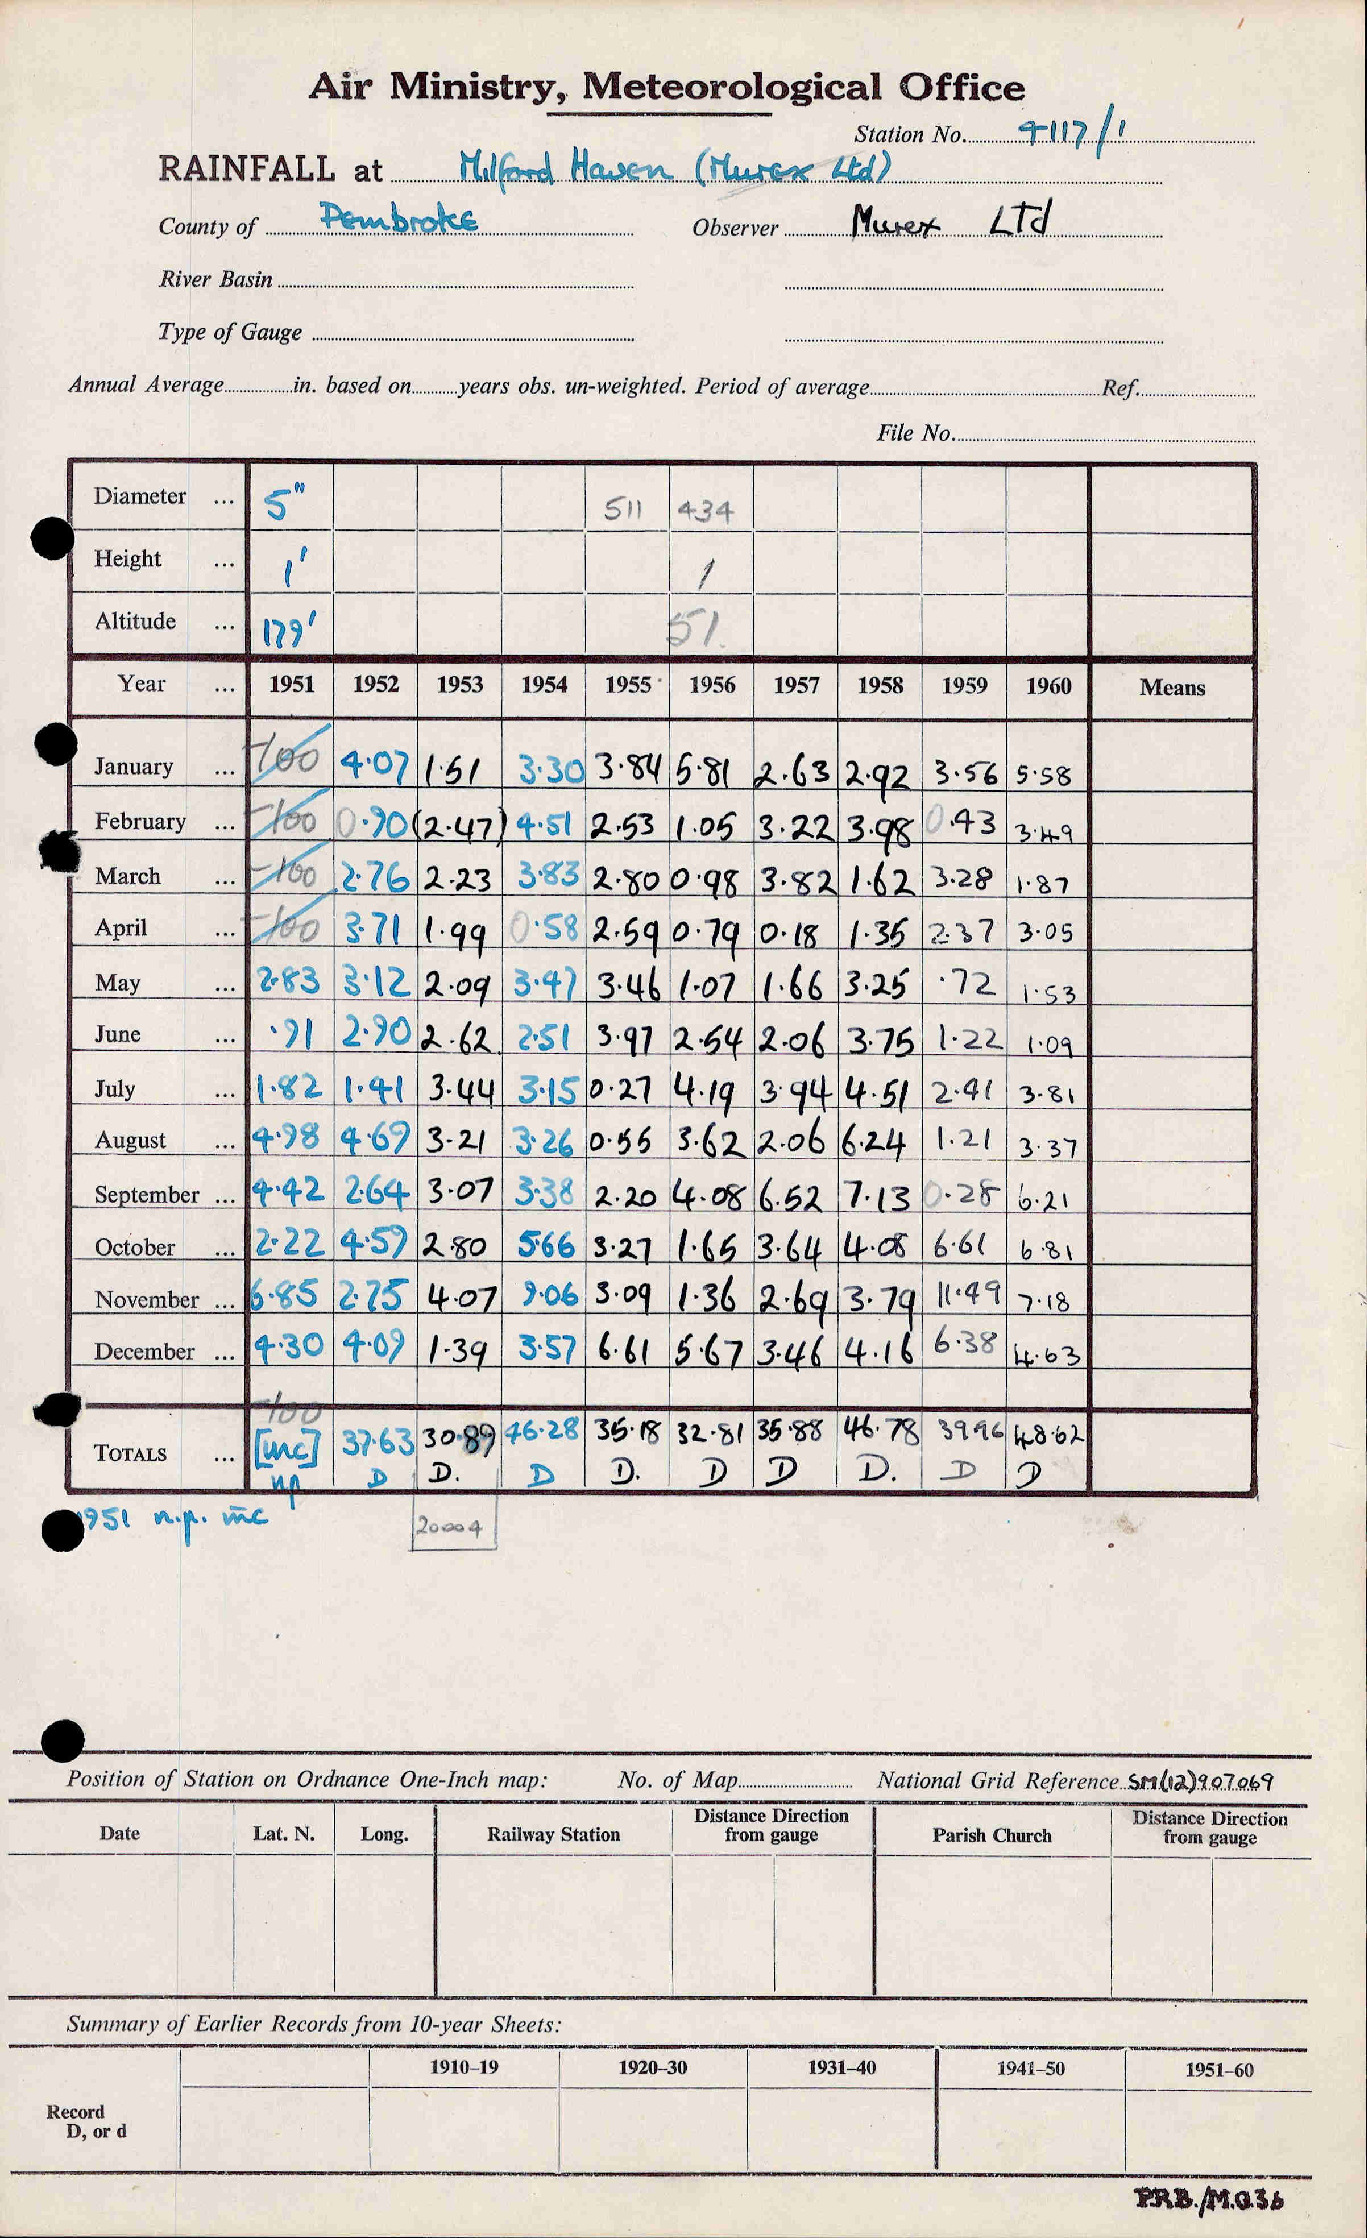 Air Ministry, Meteorological Office
Station No. 4117/1
RAINFALL at Milford Haven (Murex Ltd)
County of Pembroke Observer Murex LTd
River Basin
Type of Gauge
Annual Average in. based on years obs. un-weighted. Period of average Ref.
File No.
Diameter ... 5" 511 434
Height ... 1' 1
Altitude ... 179' 51.
Year ... 1951 1952 1953 1954 1955 1956 1957 1958 1959 1960 Means
January ... -100 4.07 1.51 3.30 3.84 5.81 2.63 2.92 3.56 5.58
February ... -100 0.90 (2.47) 4.51 2.53 1.05 3.22 3.98 0.43 3.49
March ... -100 2.76 2.23 3.83 2.80 0.98 3.82 1.62 3.28 1.87
April ... -100 3.71 1.99 0.58 2.59 0.79 0.18 1.35 2.37 3.05
May ... 2.83 3.12 2.09 3.47 3.46 1.07 1.66 3.25 .72 1.53
June ... .91 2.90 2.62 2.51 3.97 2.54 2.06 3.75 1.22 1.09
July ... 1.82 1.41 3.44 3.15 0.27 4.19 3.94 4.51 2.41 3.81
August ... 4.98 4.69 3.21 3.26 0.55 3.62 2.06 6.24 1.21 3.37
September ... 4.42 2.64 3.07 3.38 2.20 4.08 6.52 7.13 0.28 6.21
October ... 2.22 4.59 2.80 5.66 3.27 1.65 3.64 4.08 6.61 6.81
November ... 6.85 2.75 4.07 9.06 3.09 1.36 2.69 3.79 11.49 7.18
December ... 4.30 4.09 1.39 3.57 6.61 5.67 3.46 4.16 6.38 4.63
-100
TOTALS ... [inc] 37.63 30.89 46.28 35.18 32.81 35.88 46.78 39.96 48.62
np D D. D D. D D D. D D
1951 n.p. inc 20004
Position of Station on Ordnance One-Inch map: No. of Map National Grid Reference SM(12)907069
Date Lat. N. Long. Railway Station Distance Direction from gauge Parish Church Distance Direction from gauge
Summary of Earlier Records from 10-year Sheets:
1910–19 1920–30 1931–40 1941–50 1951–60
Record
D, or d
P.R.B./M.O.36